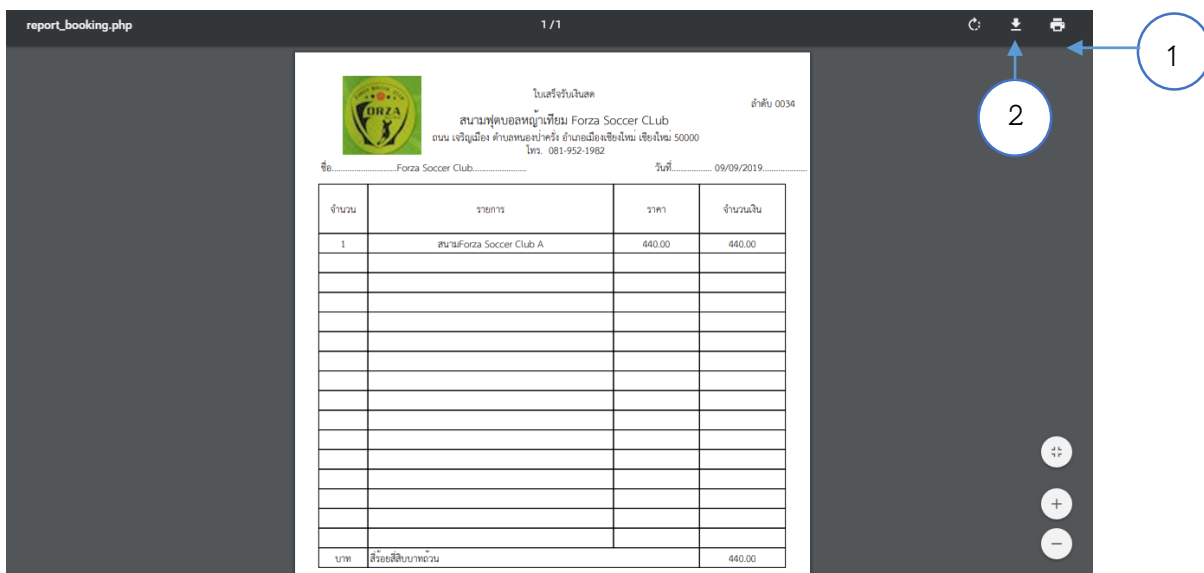 report_booking.php
1 / 1
1
2
FORZA
ใบเสร็จรับเงินสด
ลำดับ 0034
สนามฟุตบอลหญ้าเทียม Forza Soccer CLub
ถนน เจริญเมือง ตำบลหนองป่าครั่ง อำเภอเมืองเชียงใหม่ เชียงใหม่ 50000
โทร. 081-952-1982
ชื่อ............................Forza Soccer Club....................... วันที่.................. 09/09/2019...................
จำนวน รายการ ราคา จำนวนเงิน
1 สนามForza Soccer Club A 440.00 440.00
บาท สี่ร้อยสี่สิบบาทถ้วน 440.00